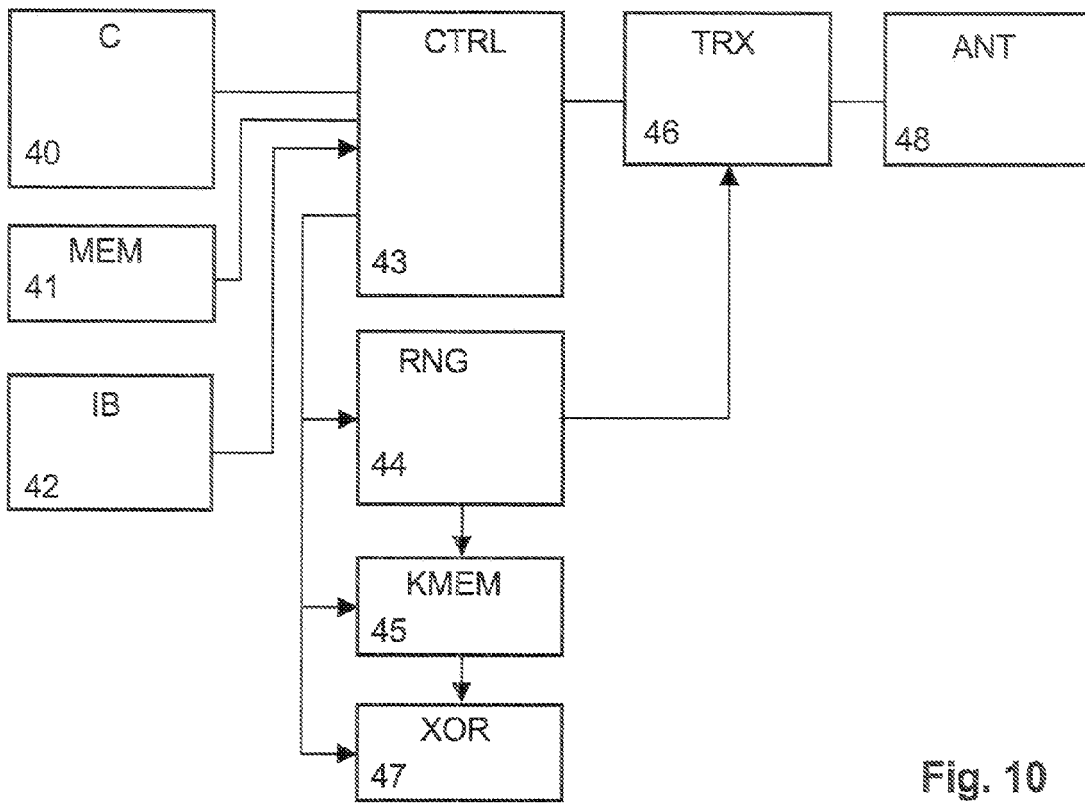 C
40
MEM
41
IB
42
CTRL
43
RNG
44
KMEM
45
XOR
47
TRX
46
ANT
48
Fig. 10